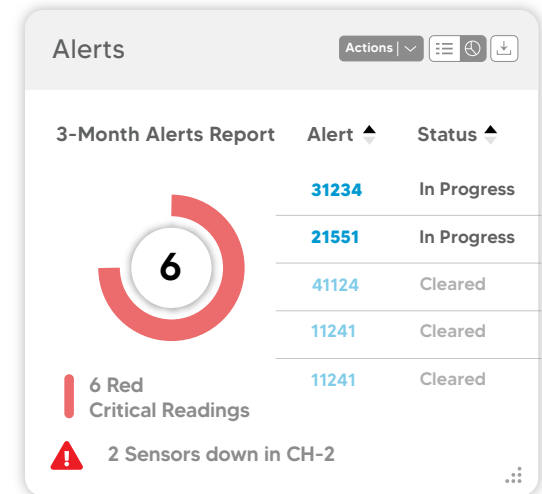 Alerts
Actions
3-Month Alerts Report Alert Status
31234 In Progress
21551 In Progress
41124 Cleared
11241 Cleared
11241 Cleared
6
6 Red
Critical Readings
2 Sensors down in CH-2